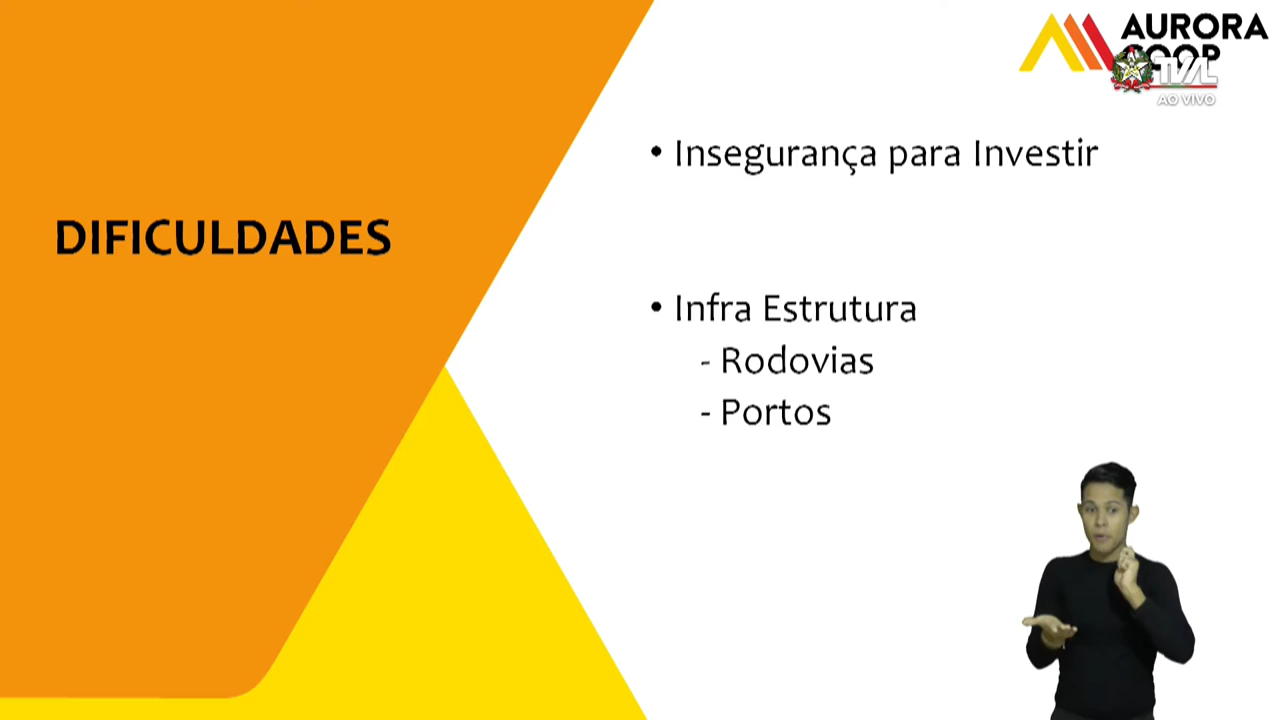 AURORA
COOP
TVAL
AO VIVO
• Insegurança para Investir
DIFICULDADES
• Infra Estrutura
- Rodovias
- Portos